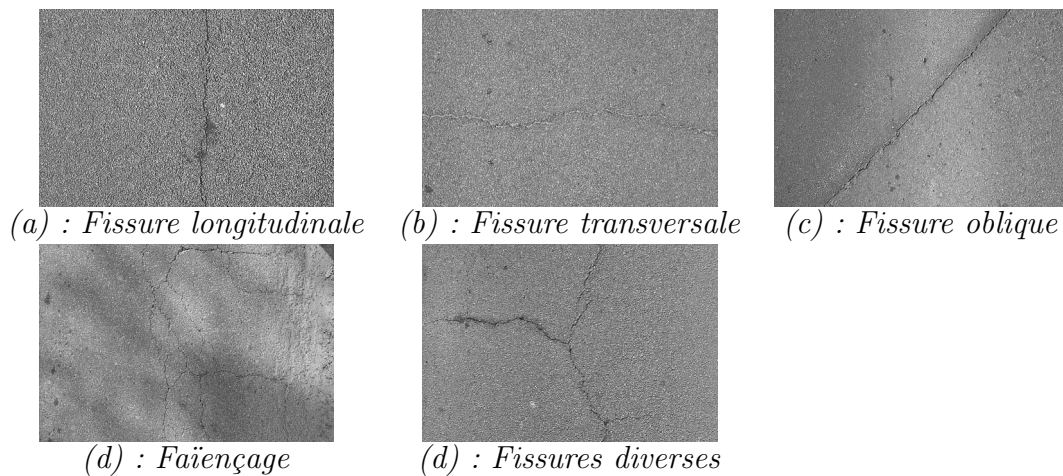 (a) : Fissure longitudinale
(b) : Fissure transversale
(c) : Fissure oblique
(d) : Faïençage
(d) : Fissures diverses